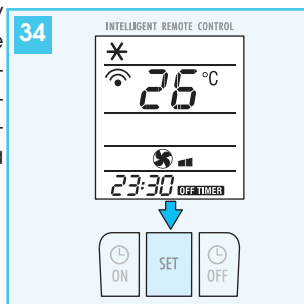 34
INTELLIGENT REMOTE CONTROL
26°C
23:30 OFF TIMER
ON SET OFF